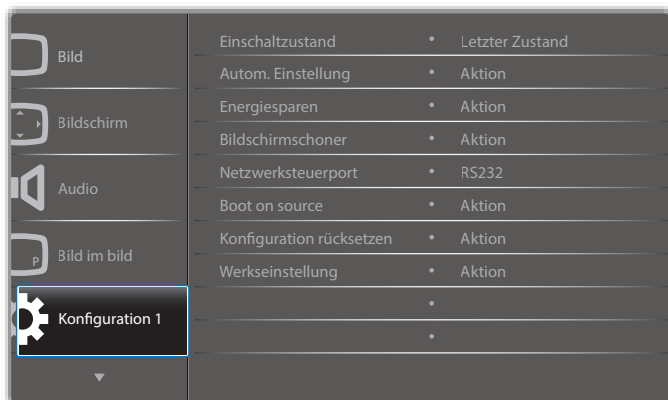 Bild
Bildschirm
Audio
P
Bild im bild
Konfiguration 1
Einschaltzustand • Letzter Zustand
Autom. Einstellung • Aktion
Energiesparen • Aktion
Bildschirmschoner • Aktion
Netzwerksteuerport • RS232
Boot on source • Aktion
Konfiguration rücksetzen • Aktion
Werkseinstellung • Aktion
•
•